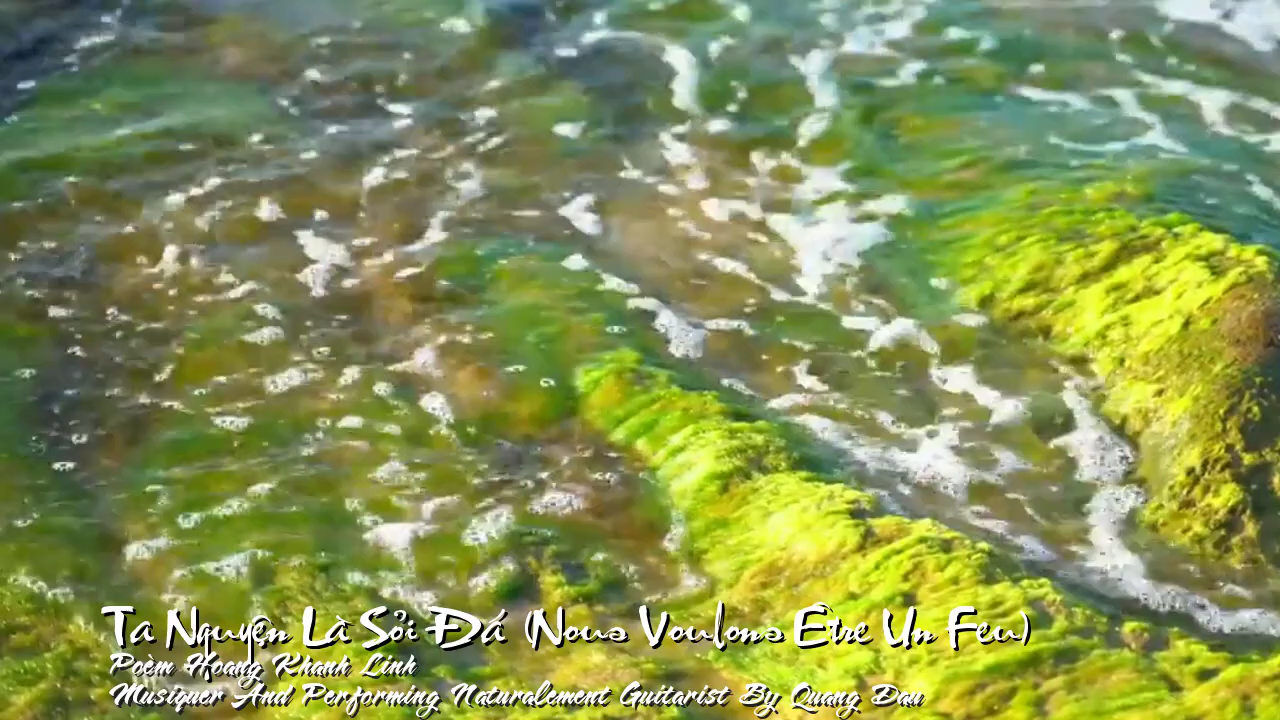 Ta Nguyện Là Sỏi Đá (Nous Voulons Être Un Feu)
Poèm Hoang Khanh Linh
Musiquer And Performing Naturalement Guitarist By Quang Dau